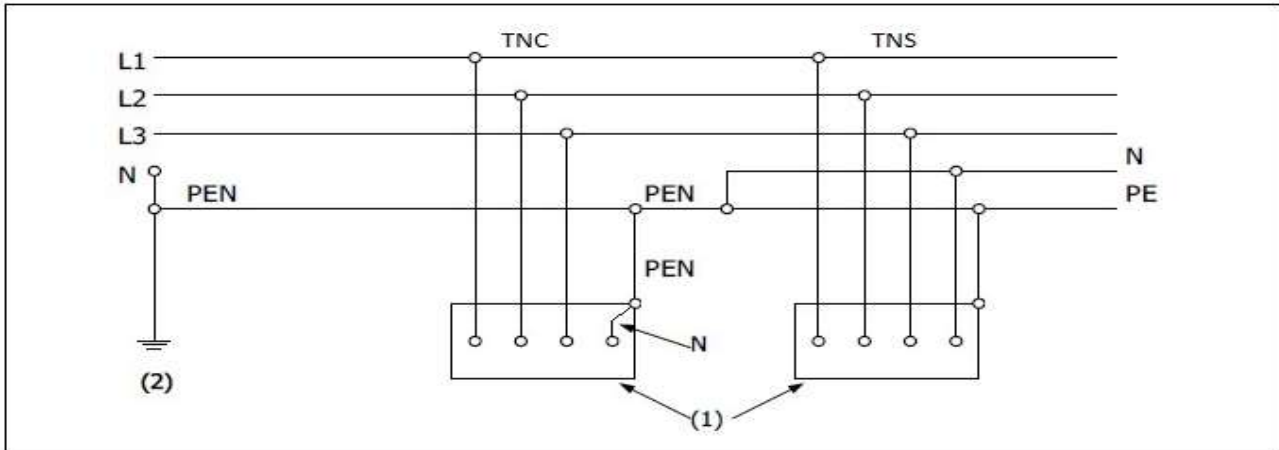 TNC TNS
L1
L2
L3
N N
PEN PEN PE
PEN
N
(2)
(1)